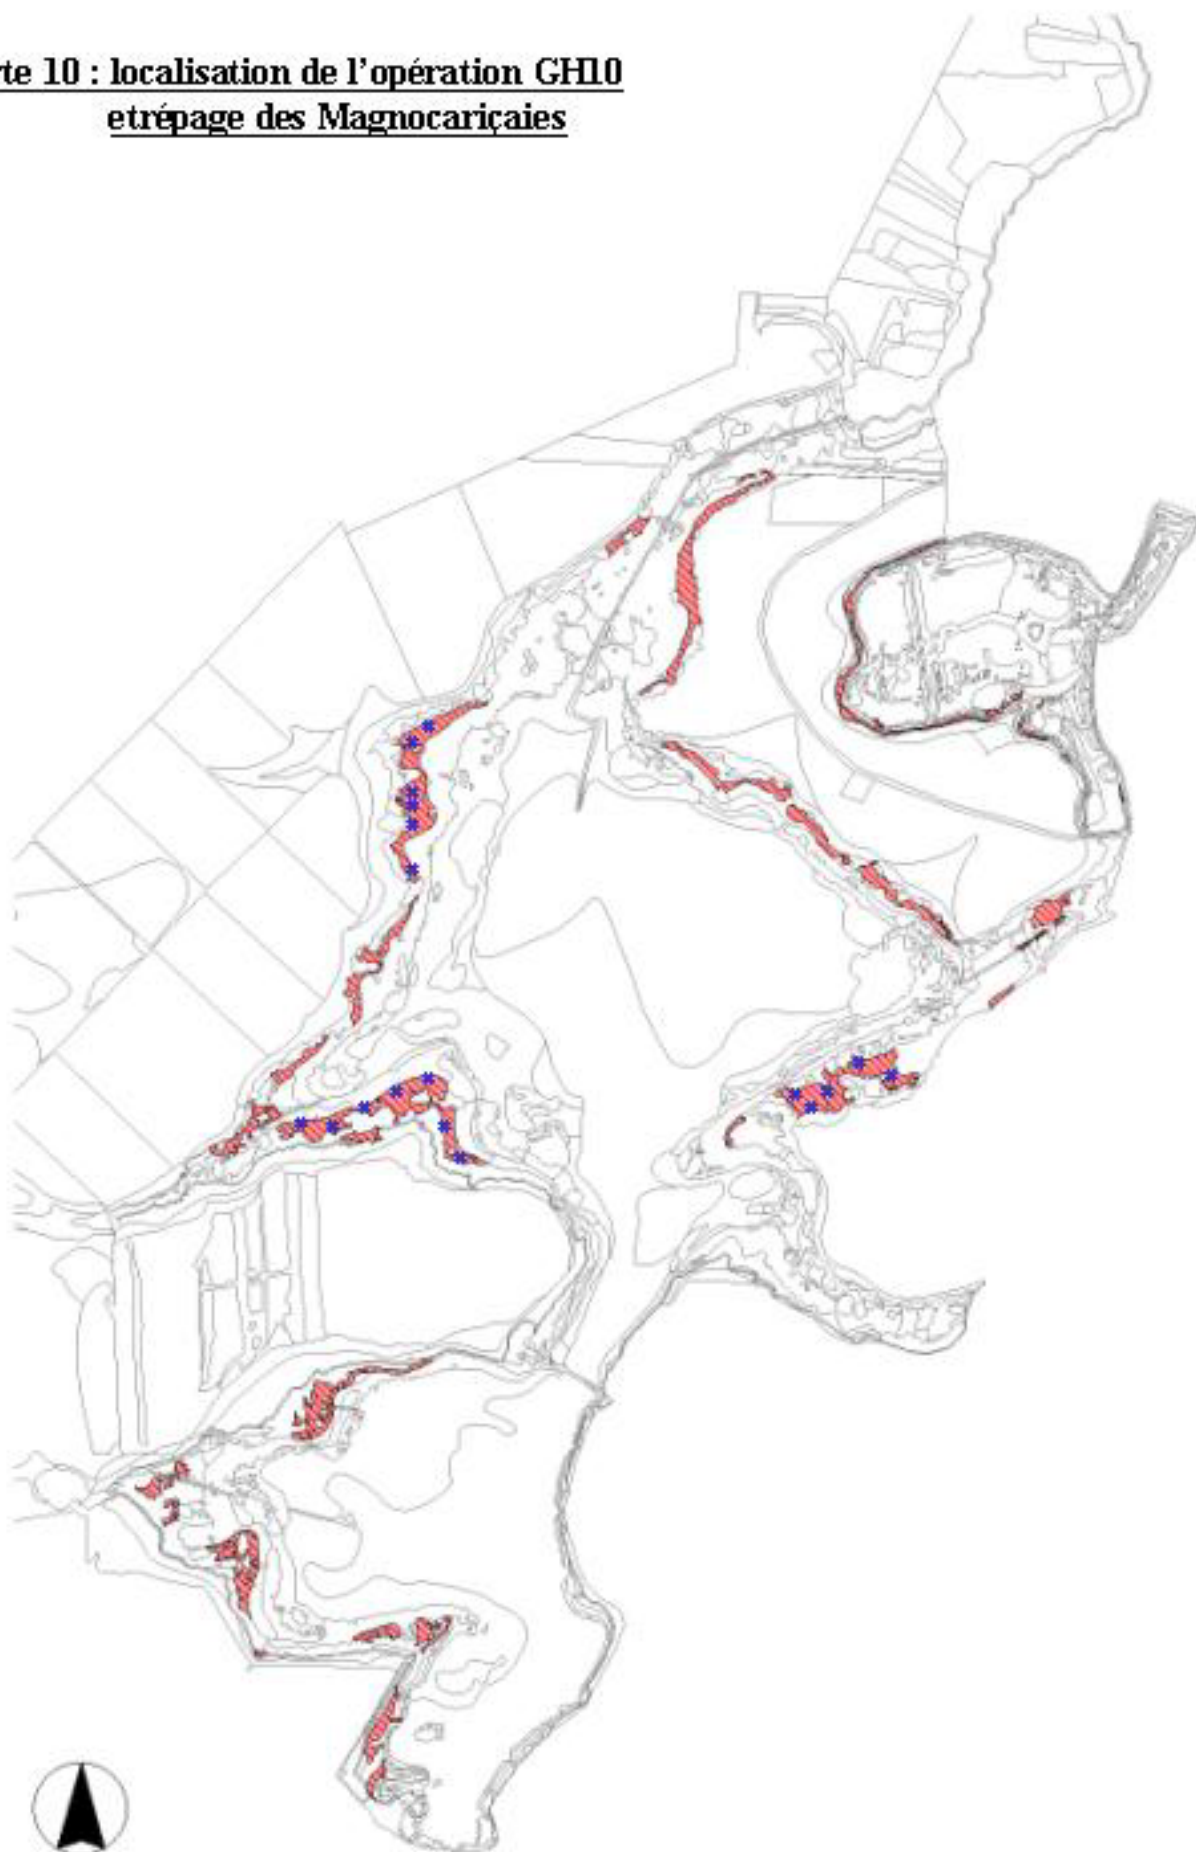 rte 10 : localisation de l'opération GH10
etrépage des Magnocariçaies